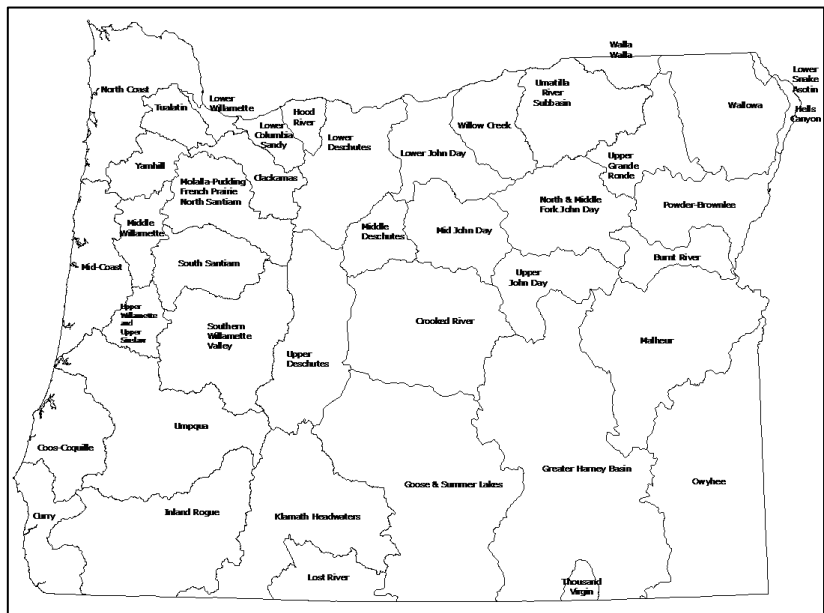 Walla
Walla
Lower
Snake
Asotin
Hells
Canyon
North Coast
Tualatin
Lower
Willamette
Hood
River
Lower
Columbia
Sandy
Lower
Deschutes
Lower John Day
Willow Creek
Umatilla
River
Subbasin
Wallowa
Yamhill
Molalla-Pudding
French Prairie
North Santiam
Clackamas
Upper
Grande
Ronde
Middle
Willamette
Middle
Deschutes
Mid John Day
North & Middle
Fork John Day
Powder-Brownlee
Mid-Coast
South Santiam
Upper
John Day
Burnt River
Upper
Willamette
and
Upper
Siuslaw
Southern
Willamette
Valley
Upper
Deschutes
Crooked River
Malheur
Coos-Coquille
Umpqua
Goose & Summer Lakes
Greater Harney Basin
Owyhee
Curry
Inland Rogue
Klamath Headwaters
Lost River
Thousand
Virgin